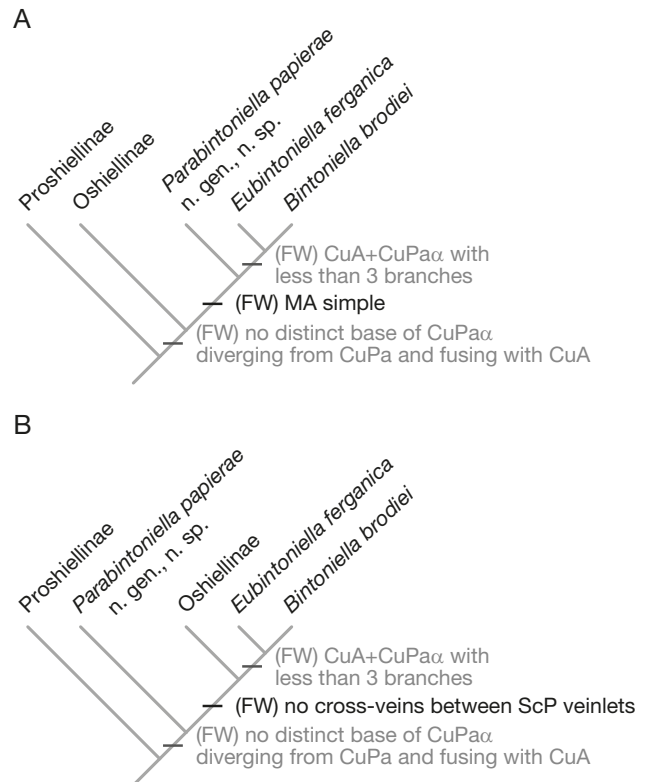 A
Proshiellinae
Oshiellinae
Parabintoniella papierae
n. gen., n. sp.
Eubintoniella ferganica
Bintoniella brodiei
(FW) CuA+CuPaα with
less than 3 branches
(FW) MA simple
(FW) no distinct base of CuPaα
diverging from CuPa and fusing with CuA
B
Proshiellinae
Parabintoniella papierae
n. gen., n. sp.
Oshiellinae
Eubintoniella ferganica
Bintoniella brodiei
(FW) CuA+CuPaα with
less than 3 branches
(FW) no cross-veins between ScP veinlets
(FW) no distinct base of CuPaα
diverging from CuPa and fusing with CuA